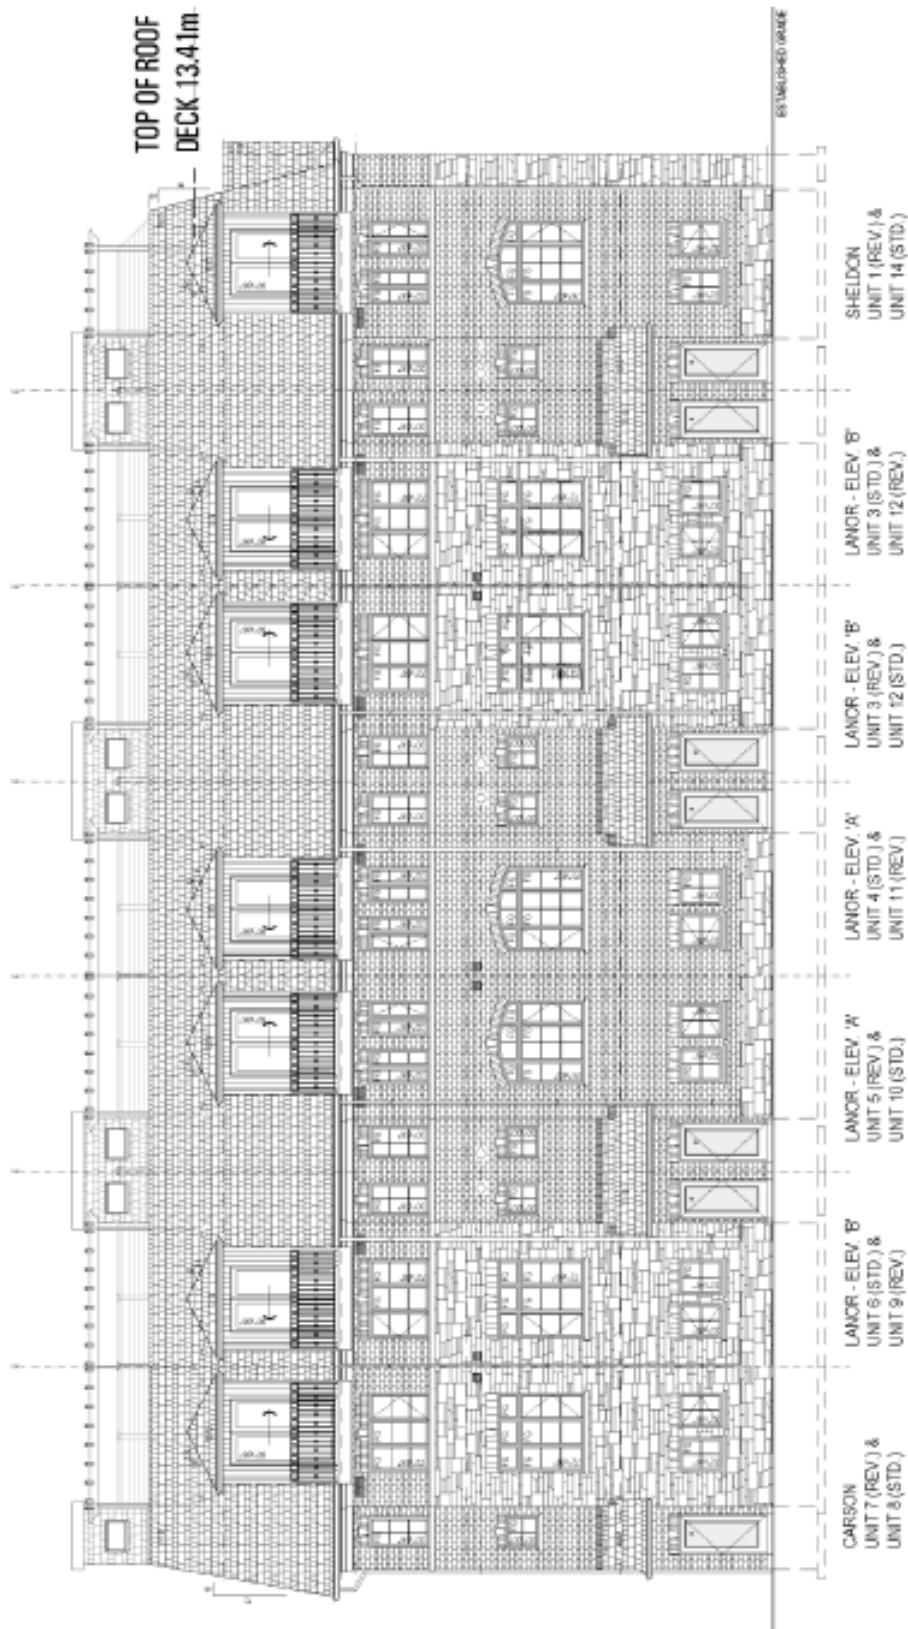 TOP OF ROOF
DECK 13.41m
ESTABLISHED GRADE
CARSON
UNIT 7 (REV.) &
UNIT 8 (STD.)
LANOR - ELEV. 'B'
UNIT 6 (STD.) &
UNIT 9 (REV.)
LANOR - ELEV. 'A'
UNIT 5 (REV.) &
UNIT 10 (STD.)
LANOR - ELEV. 'A'
UNIT 4 (STD.) &
UNIT 11 (REV.)
LANOR - ELEV. 'B'
UNIT 3 (REV.) &
UNIT 12 (STD.)
LANOR - ELEV. 'B'
UNIT 3 (STD.) &
UNIT 12 (REV.)
SHELDON
UNIT 1 (REV.) &
UNIT 14 (STD.)